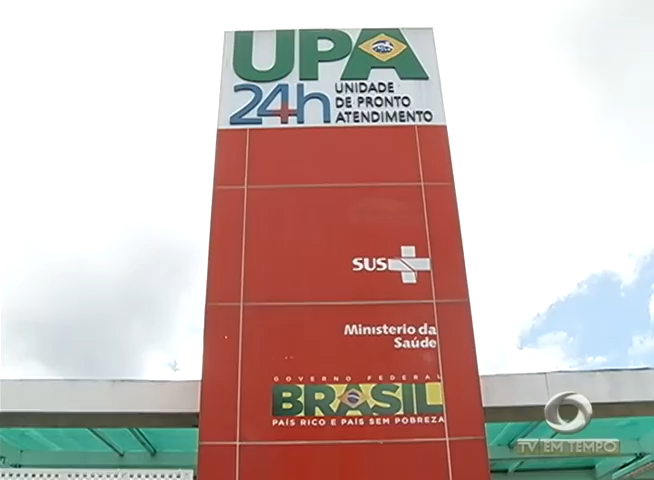 UPA
24h
UNIDADE
DE PRONTO
ATENDIMENTO
SUS
Ministerio da
Saúde
GOVERNO FEDERAL
BRASIL
PAÍS RICO E PAÍS SEM POBREZA
TV EM TEMPO